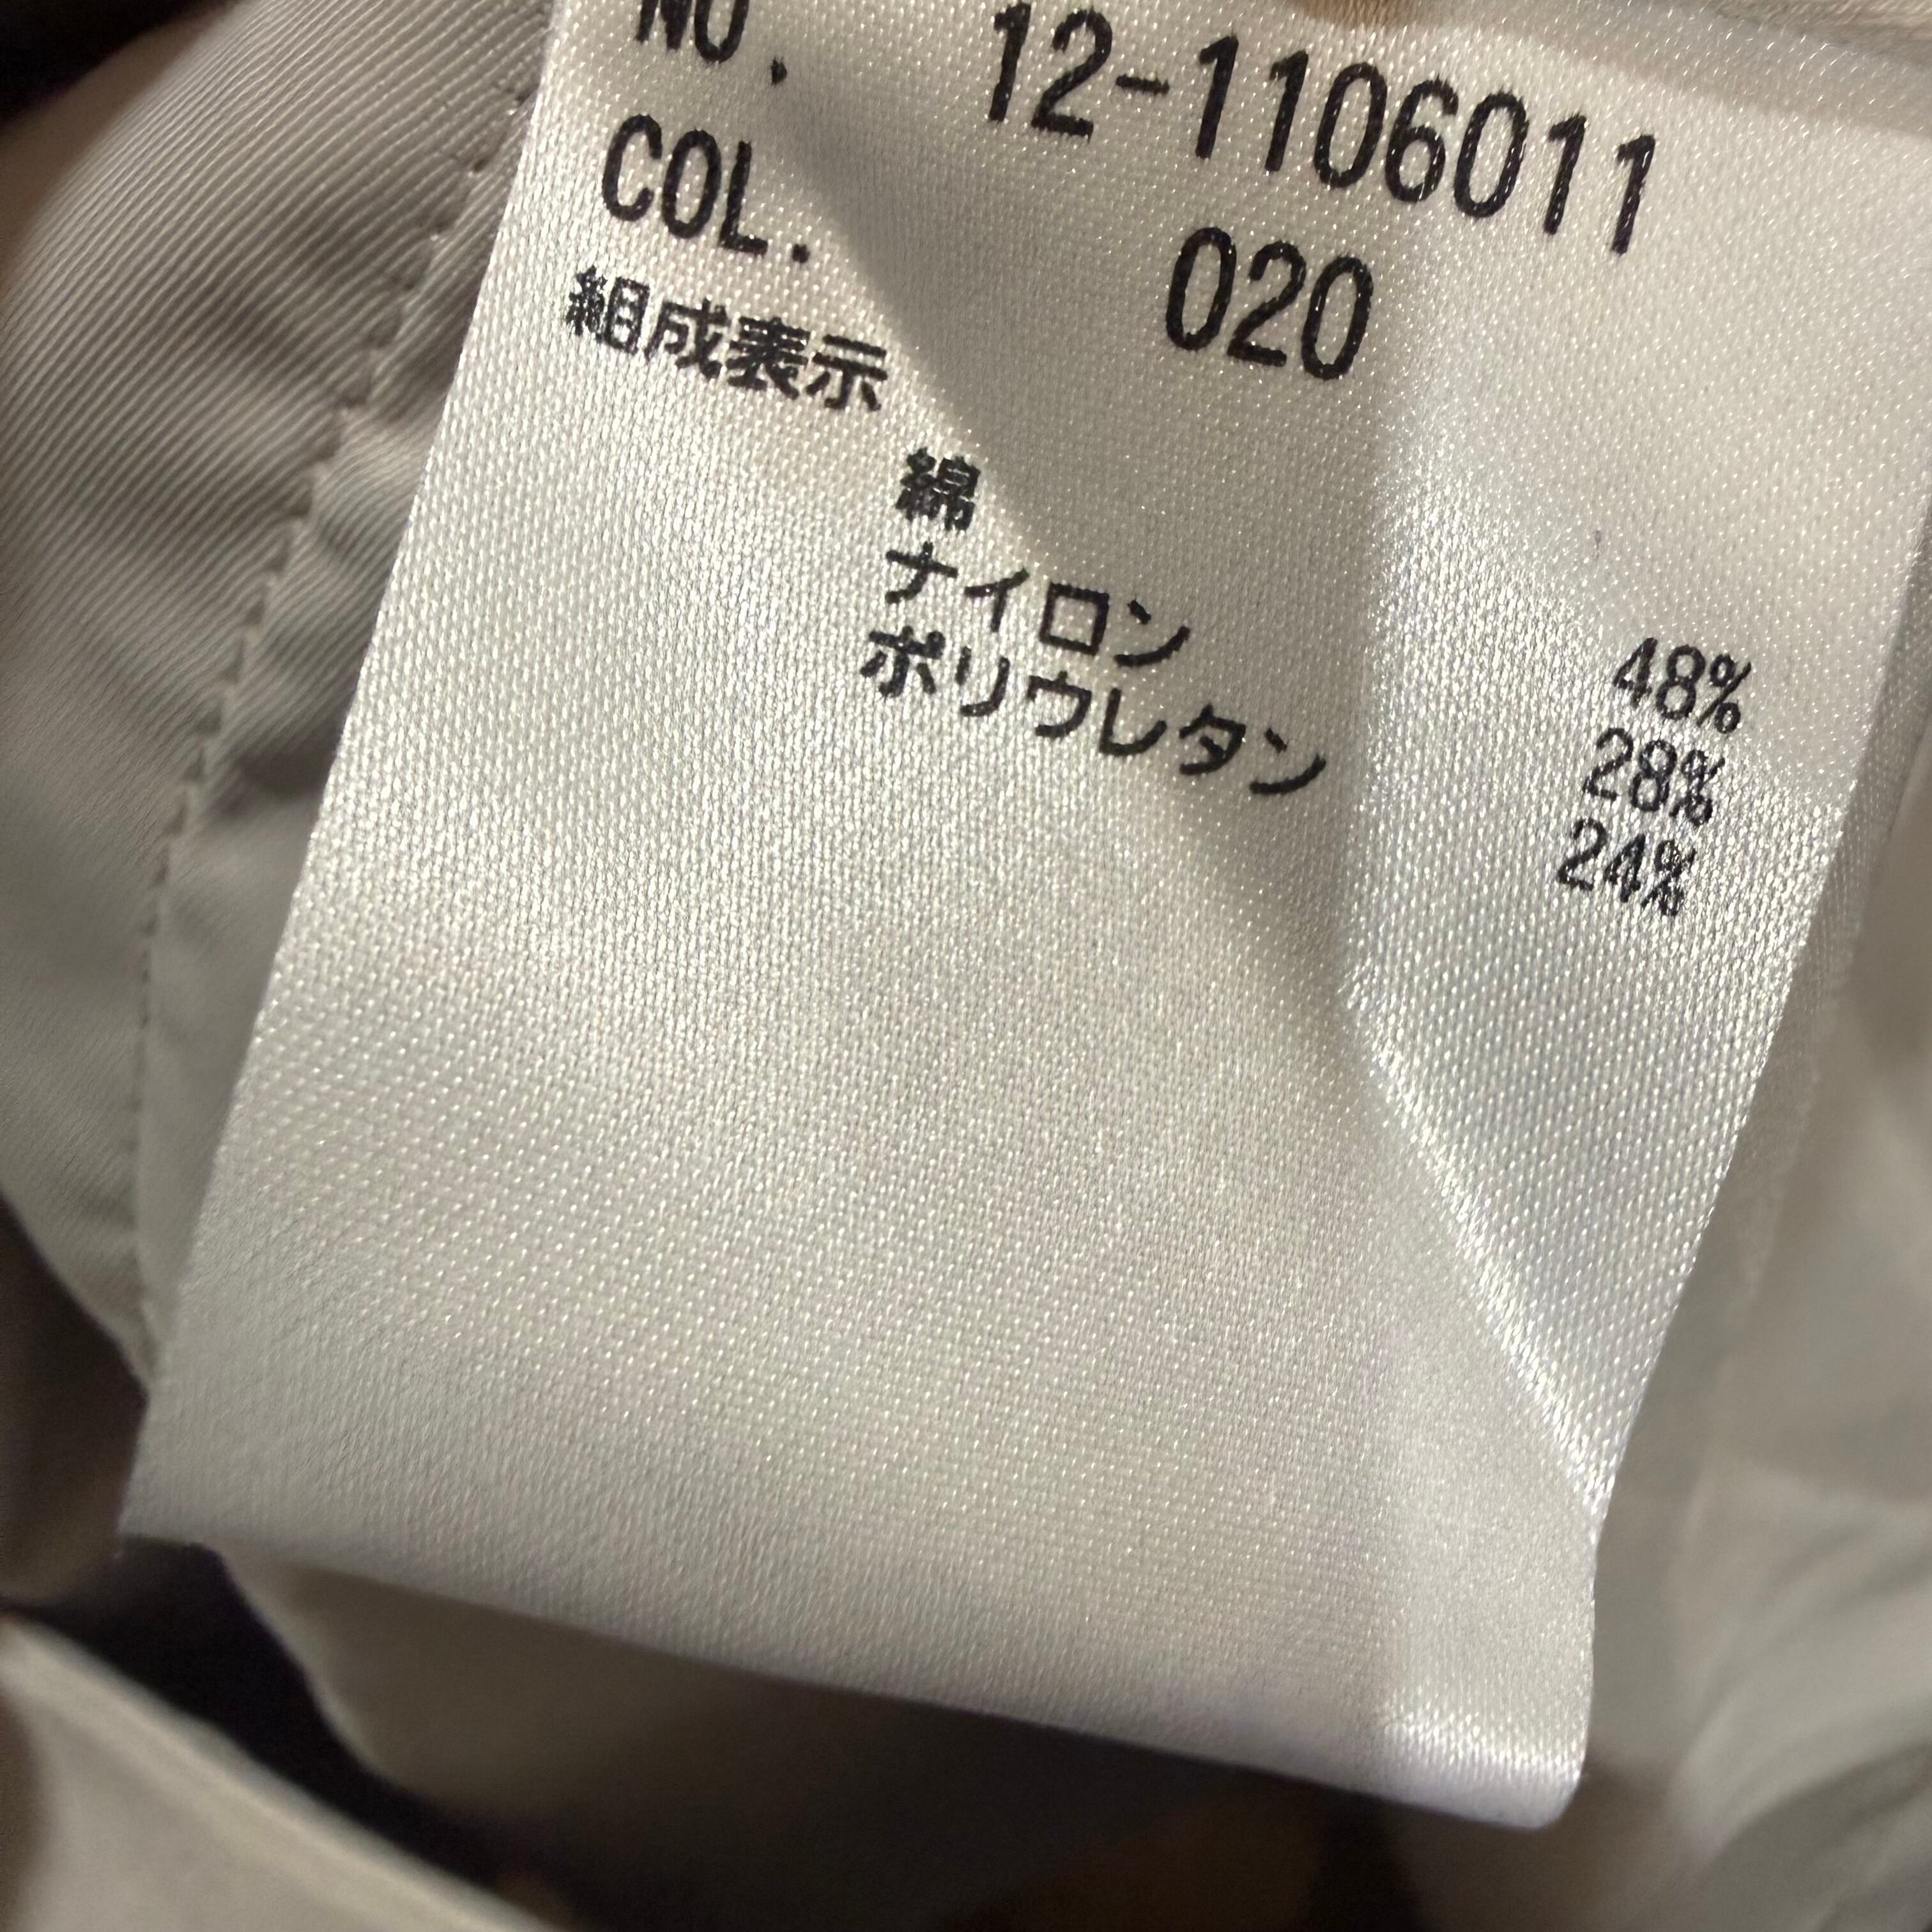 NO. 12-1106011
COL. 020
組成表示
綿 48%
ナイロン 28%
ポリウレタン 24%